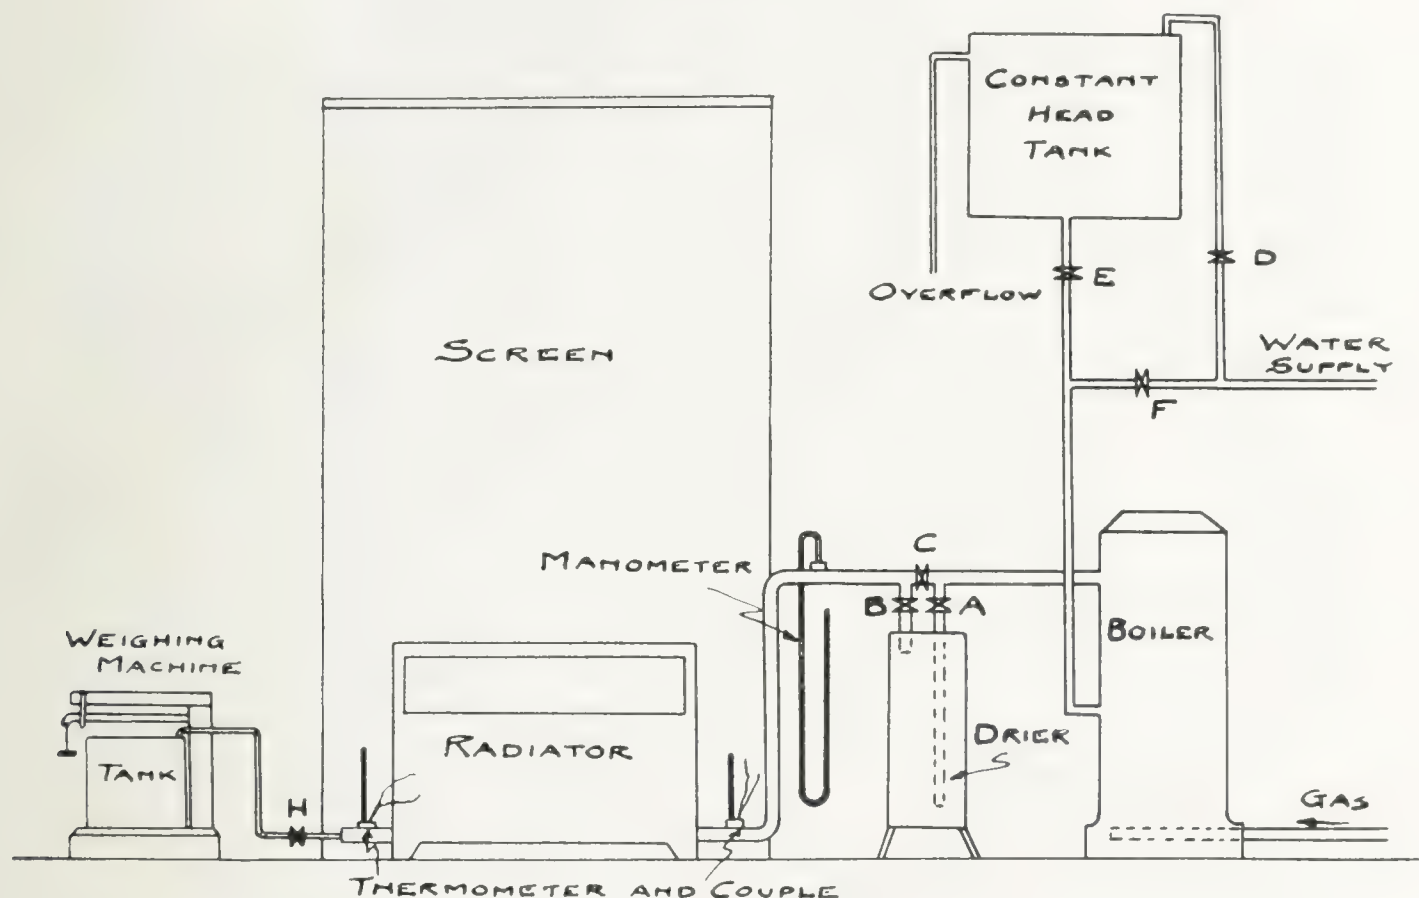 CONSTANT
HEAD
TANK
D
E
OVERFLOW
WATER
SUPPLY
SCREEN
F
MANOMETER
C
B
A
BOILER
WEIGHING
MACHINE
RADIATOR
DRIER
TANK
H
GAS
THERMOMETER AND COUPLE